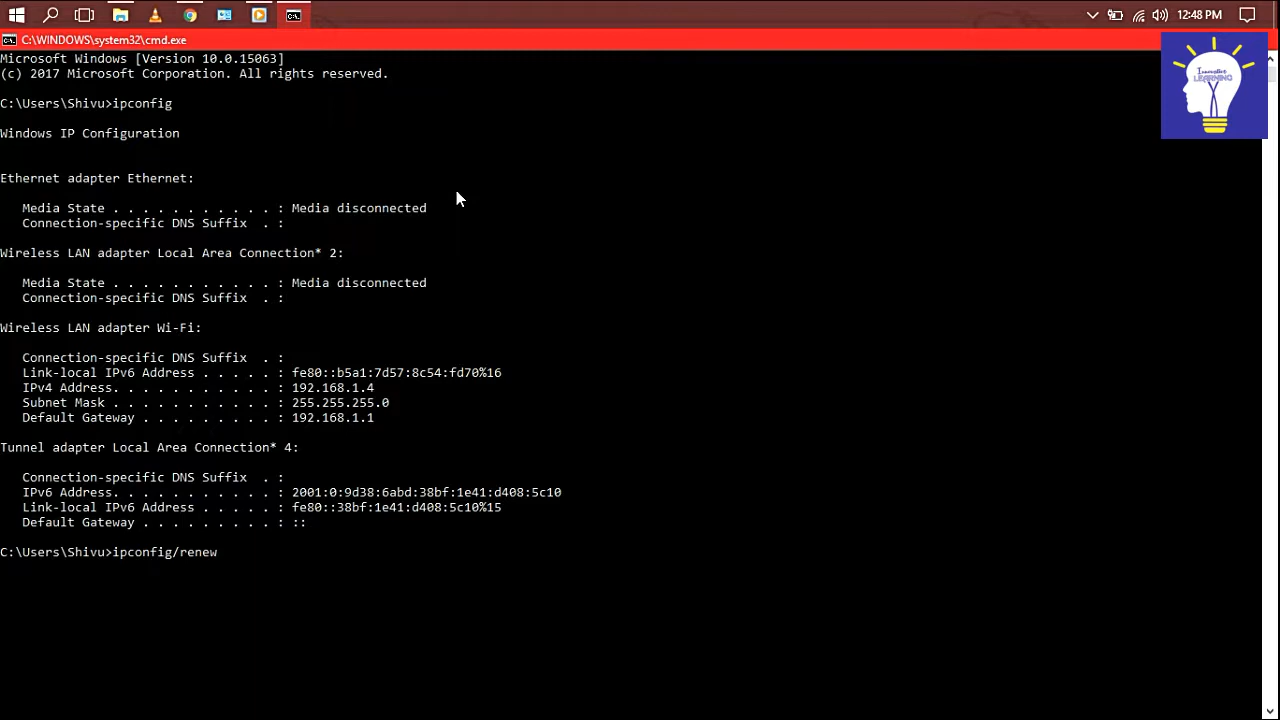 12:48 PM
C:\WINDOWS\system32\cmd.exe
Microsoft Windows [Version 10.0.15063]
(c) 2017 Microsoft Corporation. All rights reserved.
C:\Users\Shivu>ipconfig
Windows IP Configuration
Ethernet adapter Ethernet:
Media State . . . . . . . . . . . : Media disconnected
Connection-specific DNS Suffix  . :
Wireless LAN adapter Local Area Connection* 2:
Media State . . . . . . . . . . . : Media disconnected
Connection-specific DNS Suffix  . :
Wireless LAN adapter Wi-Fi:
Connection-specific DNS Suffix  . :
Link-local IPv6 Address . . . . . : fe80::b5a1:7d57:8c54:fd70%16
IPv4 Address. . . . . . . . . . . : 192.168.1.4
Subnet Mask . . . . . . . . . . . : 255.255.255.0
Default Gateway . . . . . . . . . : 192.168.1.1
Tunnel adapter Local Area Connection* 4:
Connection-specific DNS Suffix  . :
IPv6 Address. . . . . . . . . . . : 2001:0:9d38:6abd:38bf:1e41:d408:5c10
Link-local IPv6 Address . . . . . : fe80::38bf:1e41:d408:5c10%15
Default Gateway . . . . . . . . . : ::
C:\Users\Shivu>ipconfig/renew
Innovative
LEARNING